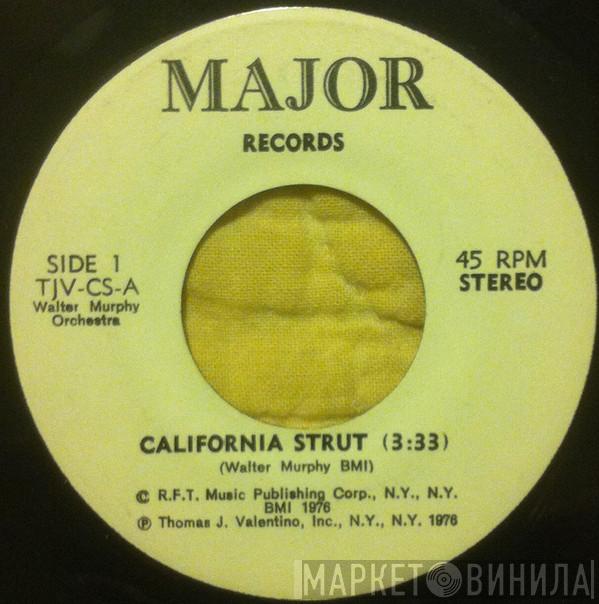 MAJOR
RECORDS
SIDE 1
TJV-CS-A
Walter Murphy
Orchestra
45 RPM
STEREO
CALIFORNIA STRUT (3:33)
(Walter Murphy BMI)
© R.F.T. Music Publishing Corp., N.Y., N.Y.
BMI 1976
℗ Thomas J. Valentino, Inc., N.Y., N.Y. 1976
МАРКЕТ ВИНИЛА